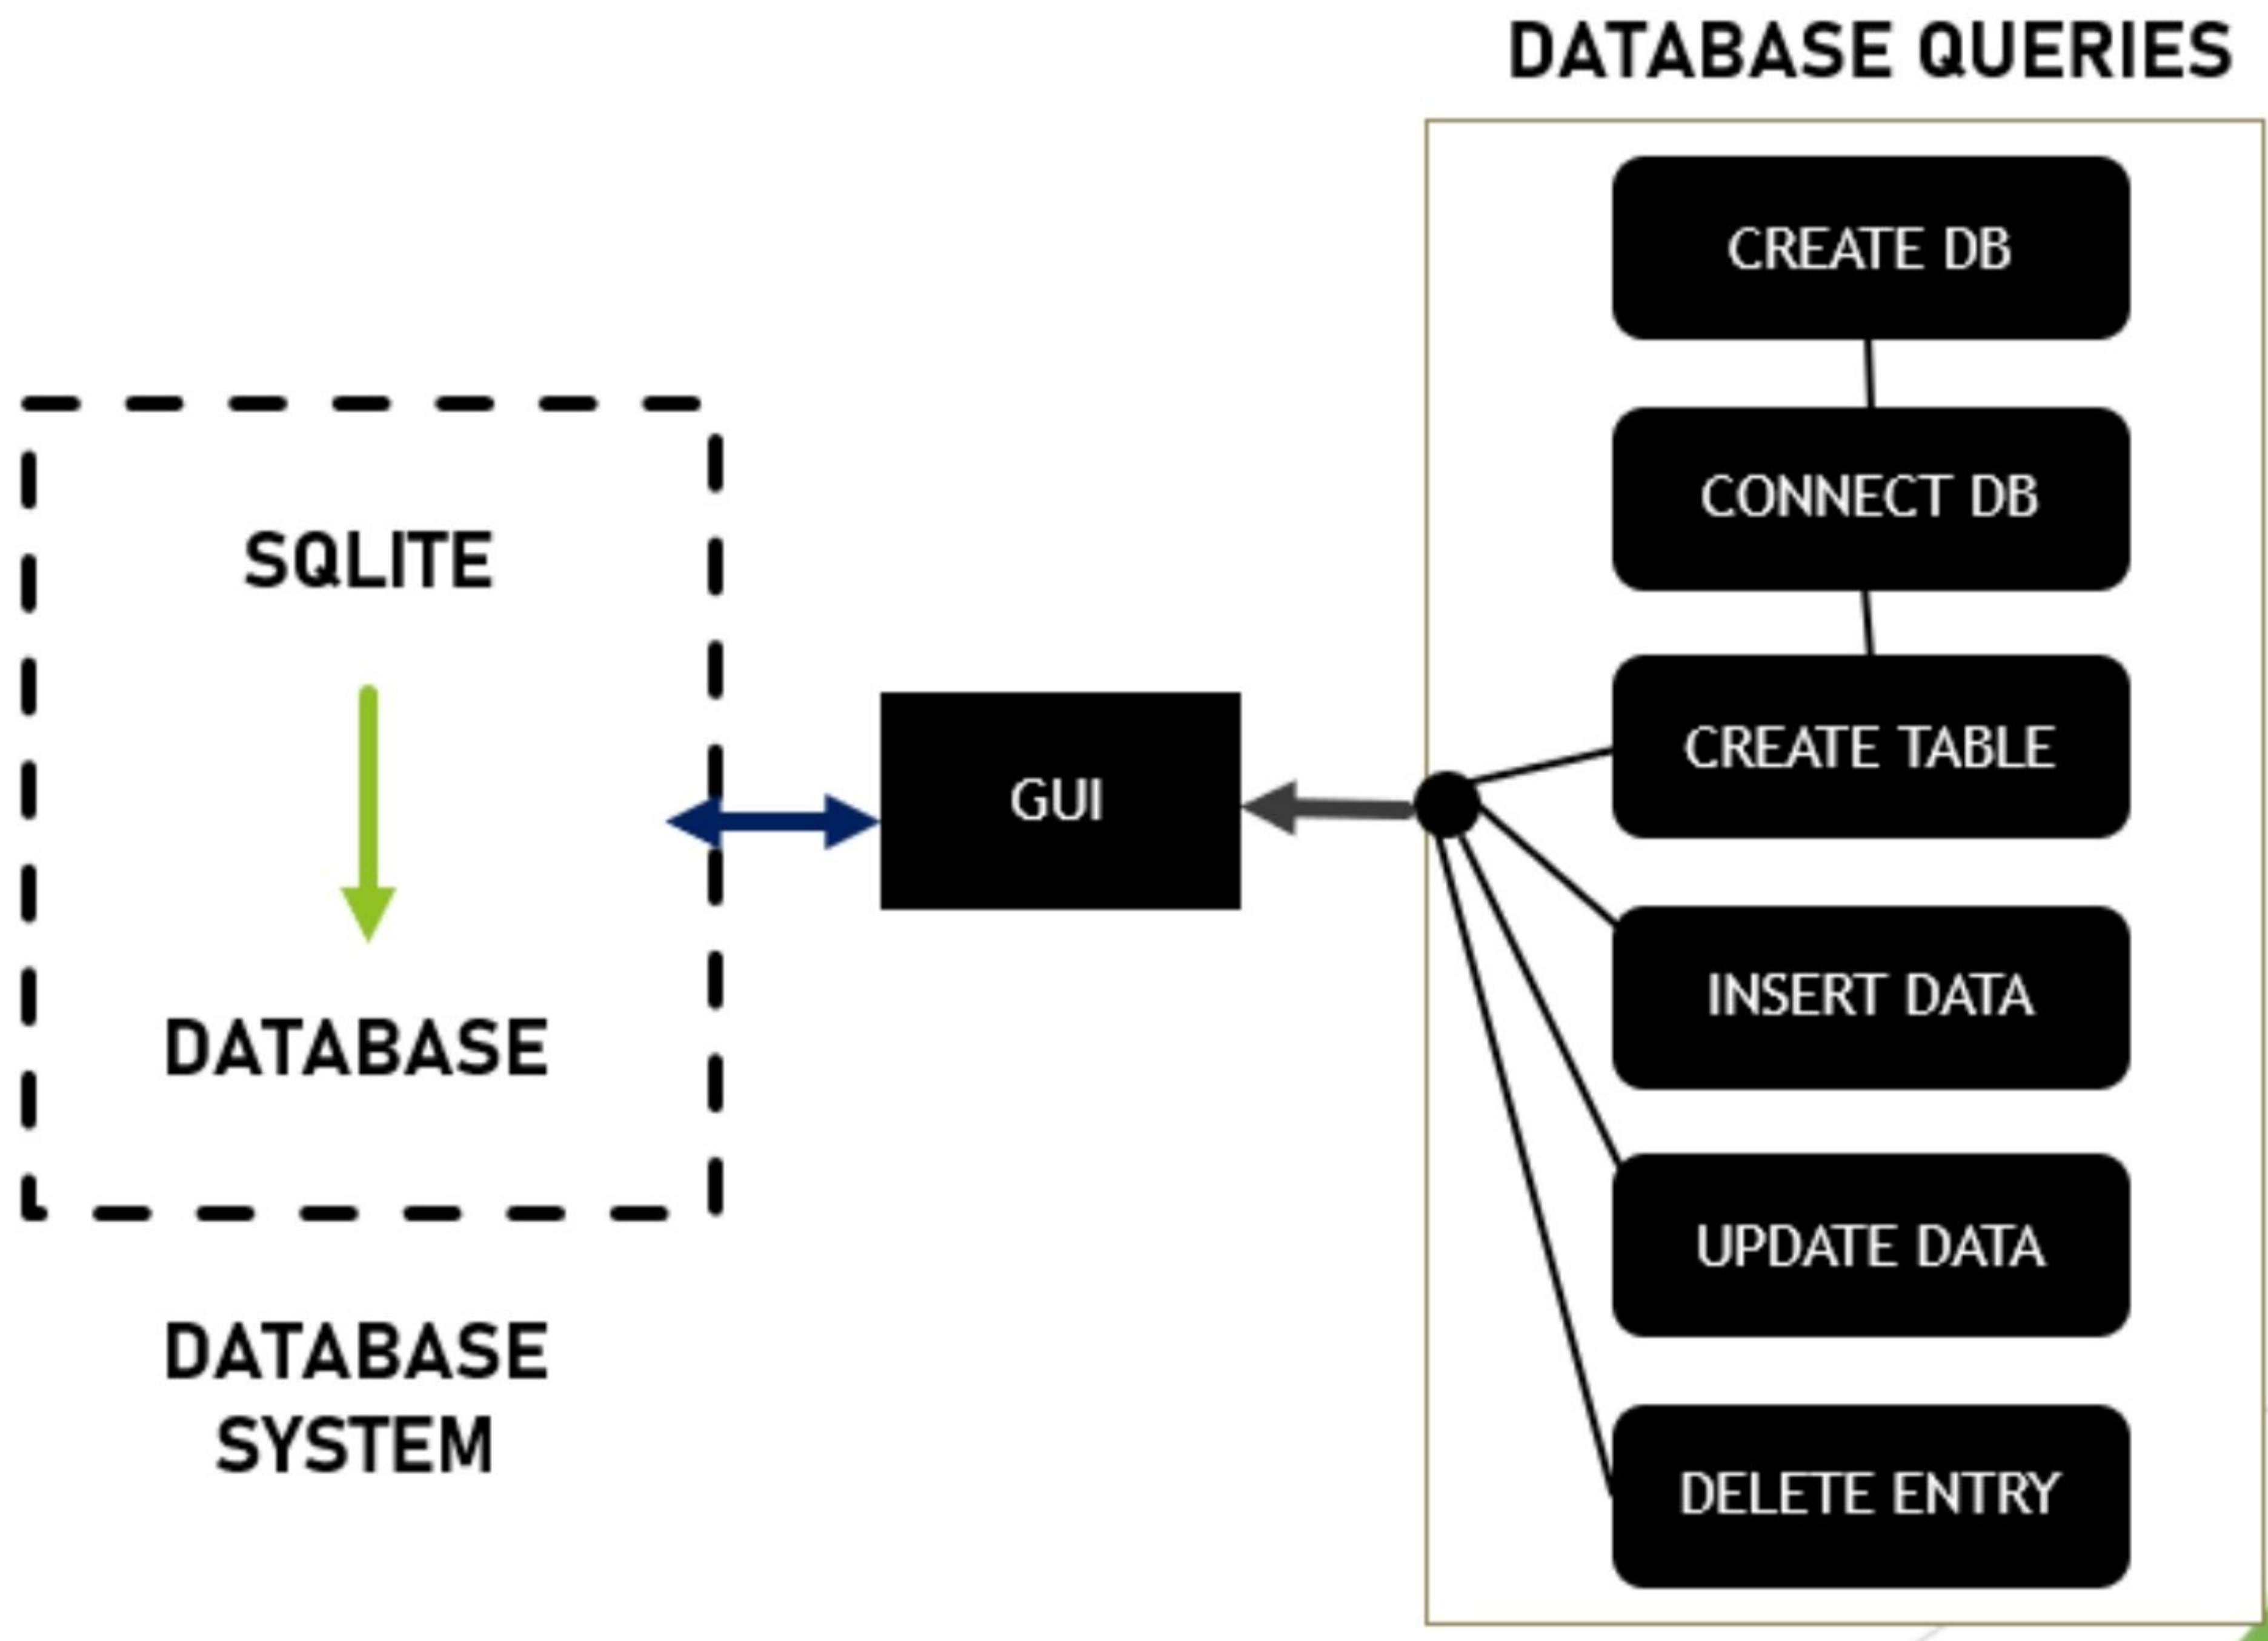 DATABASE QUERIES
CREATE DB
CONNECT DB
SQLITE
CREATE TABLE
GUI
INSERT DATA
DATABASE
UPDATE DATA
DATABASE
SYSTEM
DELETE ENTRY